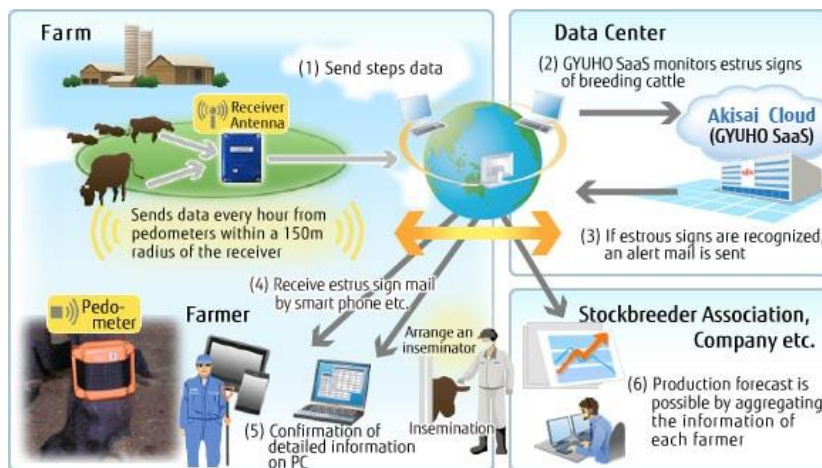 Farm
(1) Send steps data
Receiver
Antenna
Sends data every hour from
pedometers within a 150m
radius of the receiver
Data Center
(2) GYUHO SaaS monitors estrus signs
of breeding cattle
Akisai Cloud
(GYUHO SaaS)
(3) If estrous signs are recognized,
an alert mail is sent
(4) Receive estrus sign mail
by smart phone etc.
Pedo-
meter
Farmer
(5) Confirmation of
detailed information
on PC
Arrange an
inseminator
Insemination
Stockbreeder Association,
Company etc.
(6) Production forecast is
possible by aggregating
the information of
each farmer